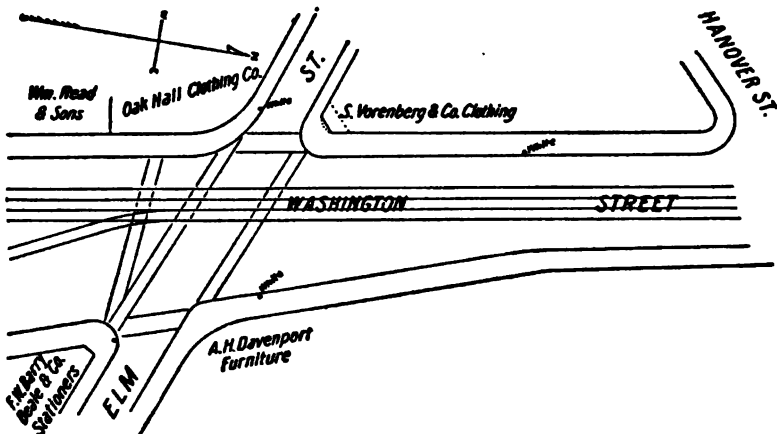 HANOVER ST.
ST.
Wm. Read
& Sons
Oak Hall Clothing Co.
S. Vorenberg & Co. Clothing
WASHINGTON STREET
A.H. Davenport
Furniture
F.W. Barry
Beale & Co.
Stationers
ELM